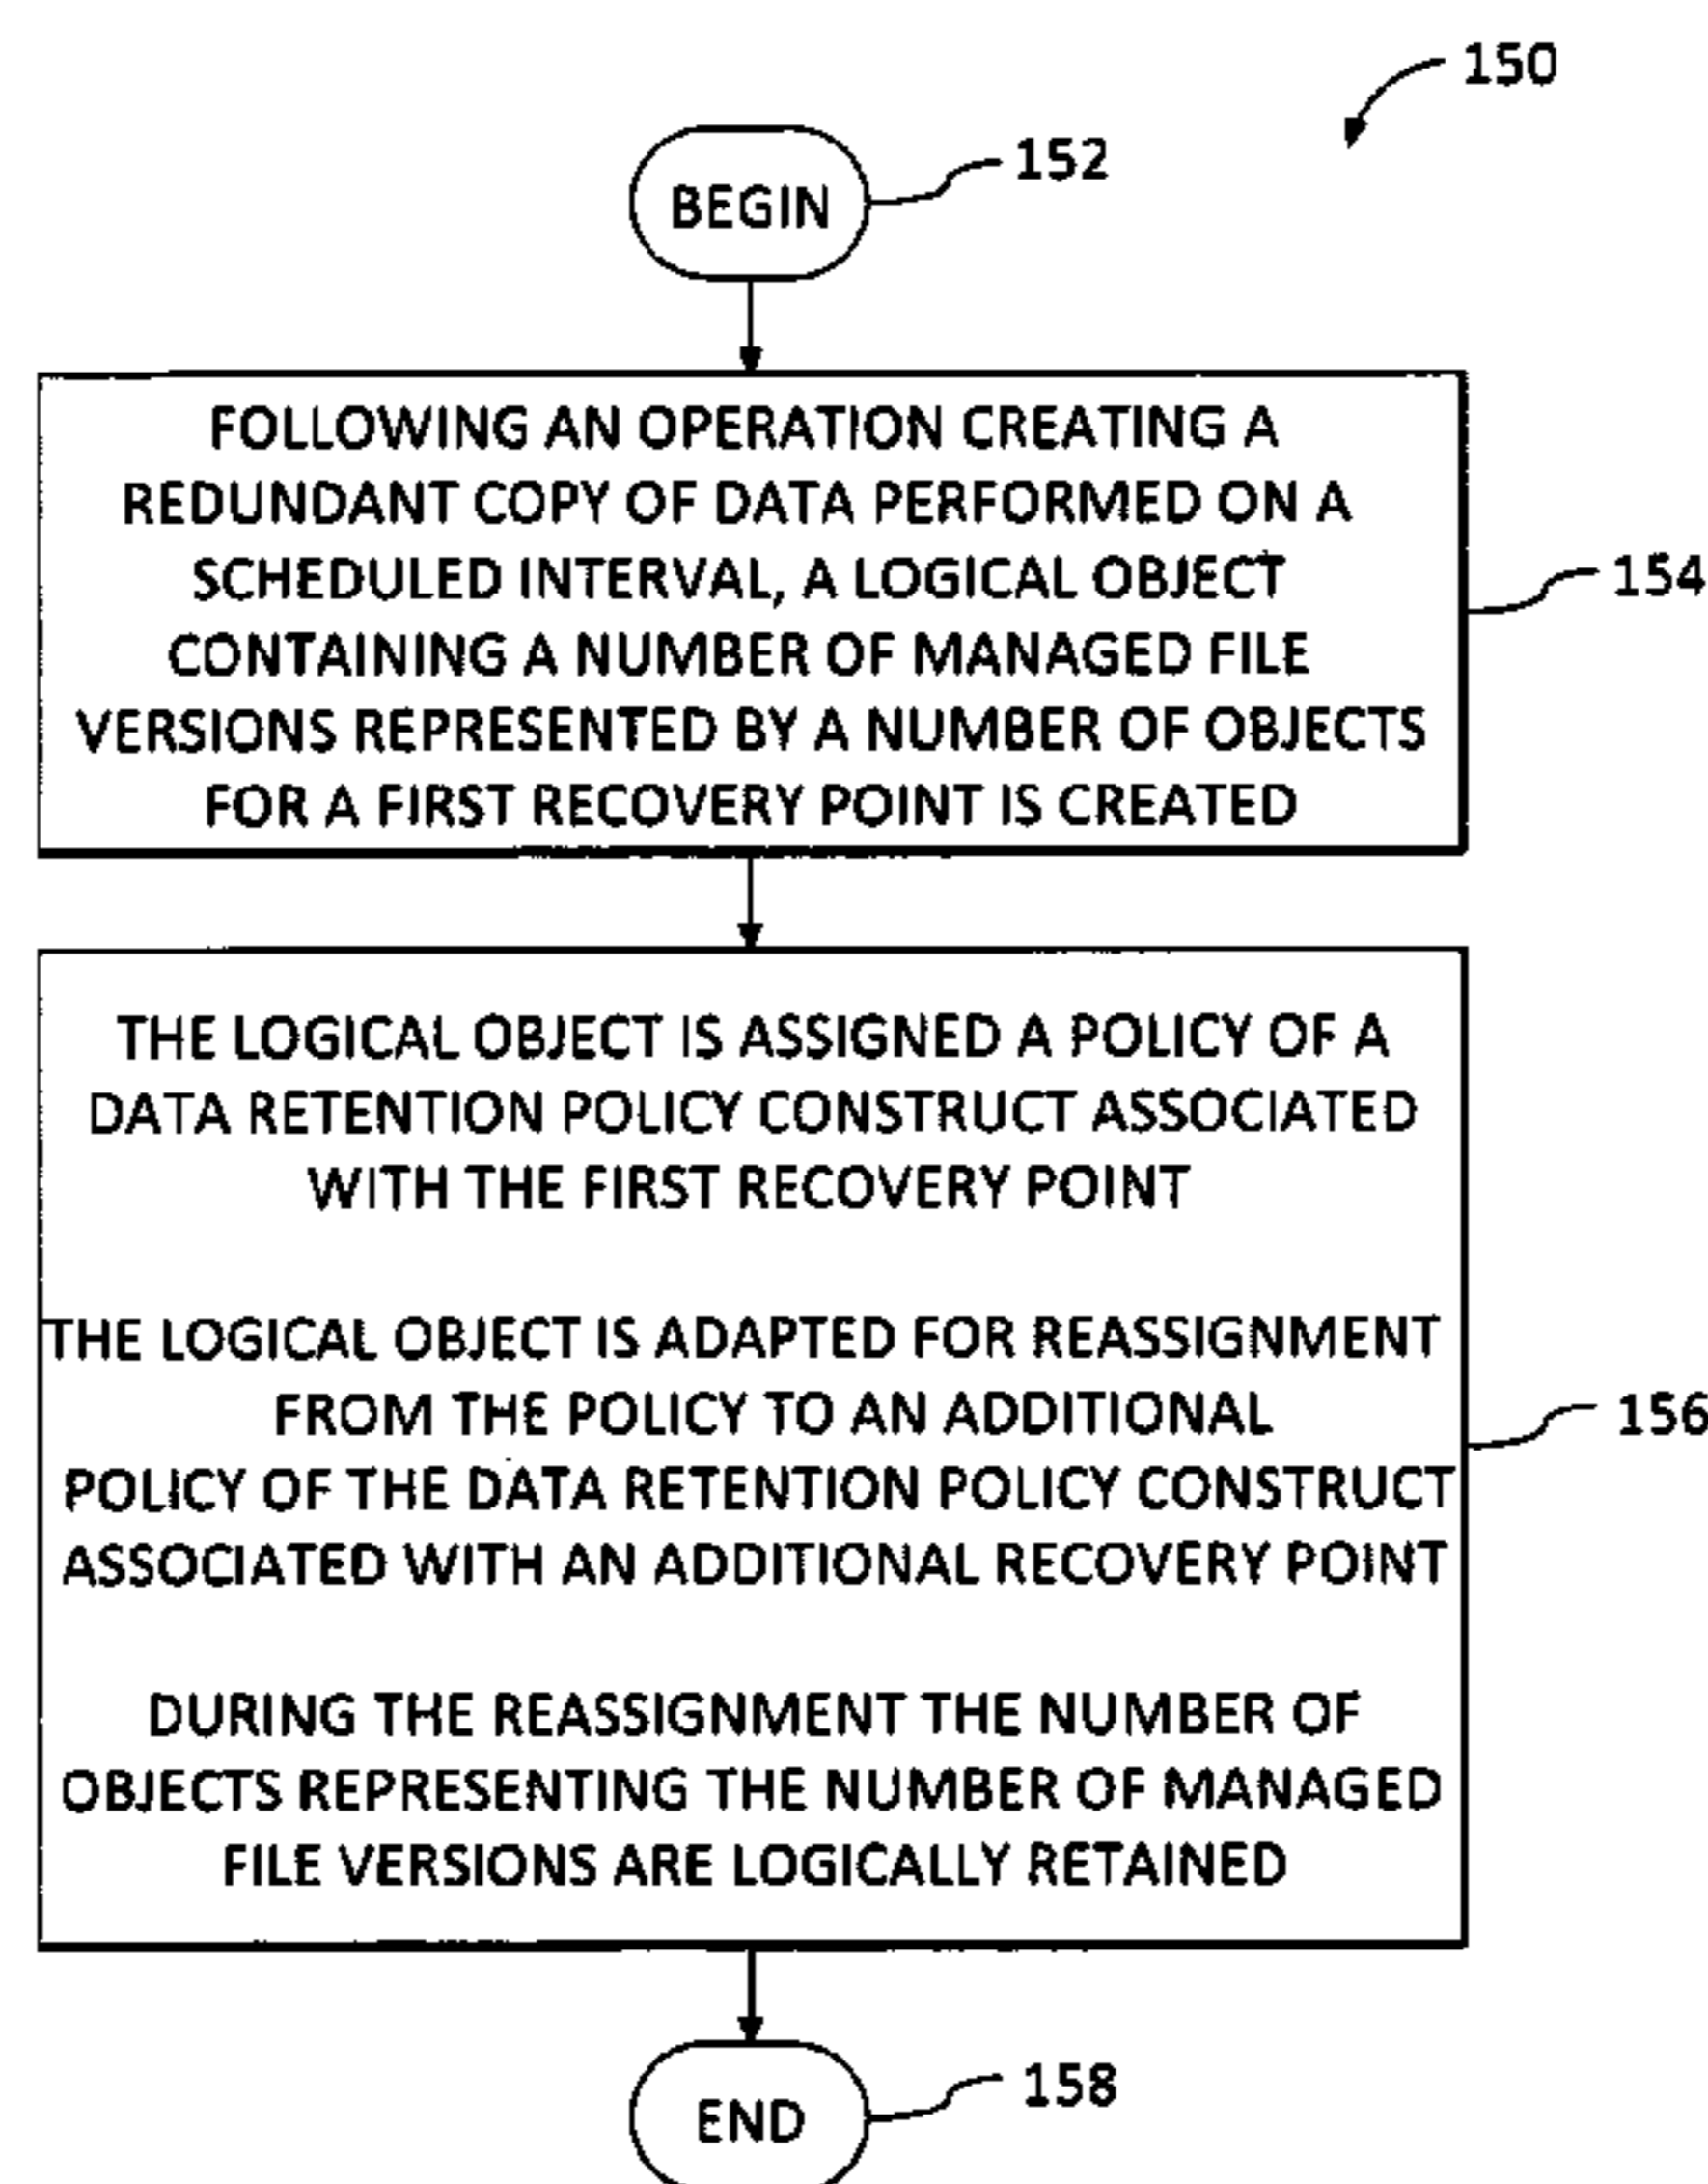 150
BEGIN
152
FOLLOWING AN OPERATION CREATING A
REDUNDANT COPY OF DATA PERFORMED ON A
SCHEDULED INTERVAL, A LOGICAL OBJECT
CONTAINING A NUMBER OF MANAGED FILE
VERSIONS REPRESENTED BY A NUMBER OF OBJECTS
FOR A FIRST RECOVERY POINT IS CREATED
154
THE LOGICAL OBJECT IS ASSIGNED A POLICY OF A
DATA RETENTION POLICY CONSTRUCT ASSOCIATED
WITH THE FIRST RECOVERY POINT
THE LOGICAL OBJECT IS ADAPTED FOR REASSIGNMENT
FROM THE POLICY TO AN ADDITIONAL
POLICY OF THE DATA RETENTION POLICY CONSTRUCT
ASSOCIATED WITH AN ADDITIONAL RECOVERY POINT
DURING THE REASSIGNMENT THE NUMBER OF
OBJECTS REPRESENTING THE NUMBER OF MANAGED
FILE VERSIONS ARE LOGICALLY RETAINED
156
END
158